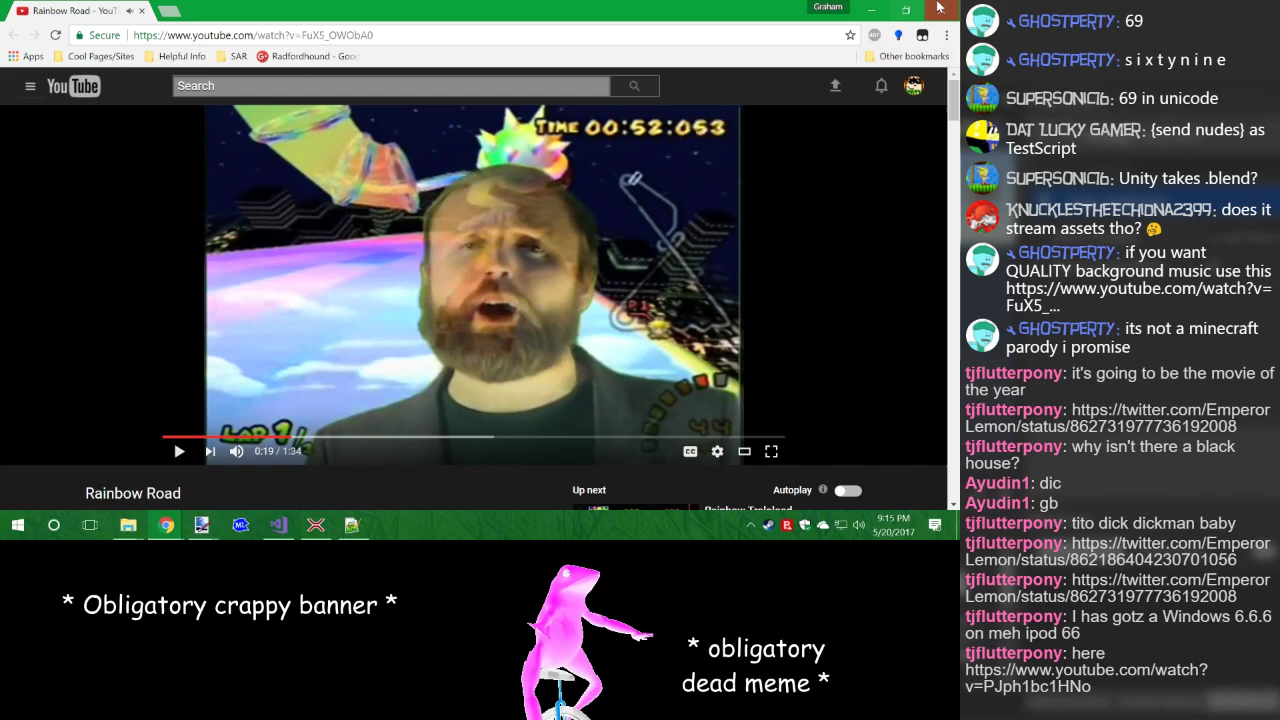 Rainbow Road - YouT
Graham
Secure
https://www.youtube.com/watch?v=FuX5_OWObA0
Apps
Cool Pages/Sites
Helpful Info
SAR
Radfordhound - Goo
Other bookmarks
YouTube
Search
TIME 00:52:053
LAP 1/
0:19 / 1:34
CC
Rainbow Road
Up next
Autoplay
9:15 PM
5/20/2017
* Obligatory crappy banner *
* obligatory
dead meme *
GHOSTPERTY: 69
GHOSTPERTY: s i x t y n i n e
SUPERSONIC16: 69 in unicode
DAT LUCKY GAMER: {send nudes} as
TestScript
SUPERSONIC16: Unity takes .blend?
KNUCKLESTHEECHIDNA2399: does it
stream assets tho? 🤔
GHOSTPERTY: if you want
QUALITY background music use this
https://www.youtube.com/watch?v=
FuX5_...
GHOSTPERTY: its not a minecraft
parody i promise
tjflutterpony: it's going to be the movie of
the year
tjflutterpony: https://twitter.com/Emperor
Lemon/status/862731977736192008
tjflutterpony: why isn't there a black
house?
Ayudin1: dic
Ayudin1: gb
tjflutterpony: tito dick dickman baby
tjflutterpony: https://twitter.com/Emperor
Lemon/status/862186404230701056
tjflutterpony: https://twitter.com/Emperor
Lemon/status/862731977736192008
tjflutterpony: I has gotz a Windows 6.6.6
on meh ipod 66
tjflutterpony: here
https://www.youtube.com/watch?
v=PJph1bc1HNo